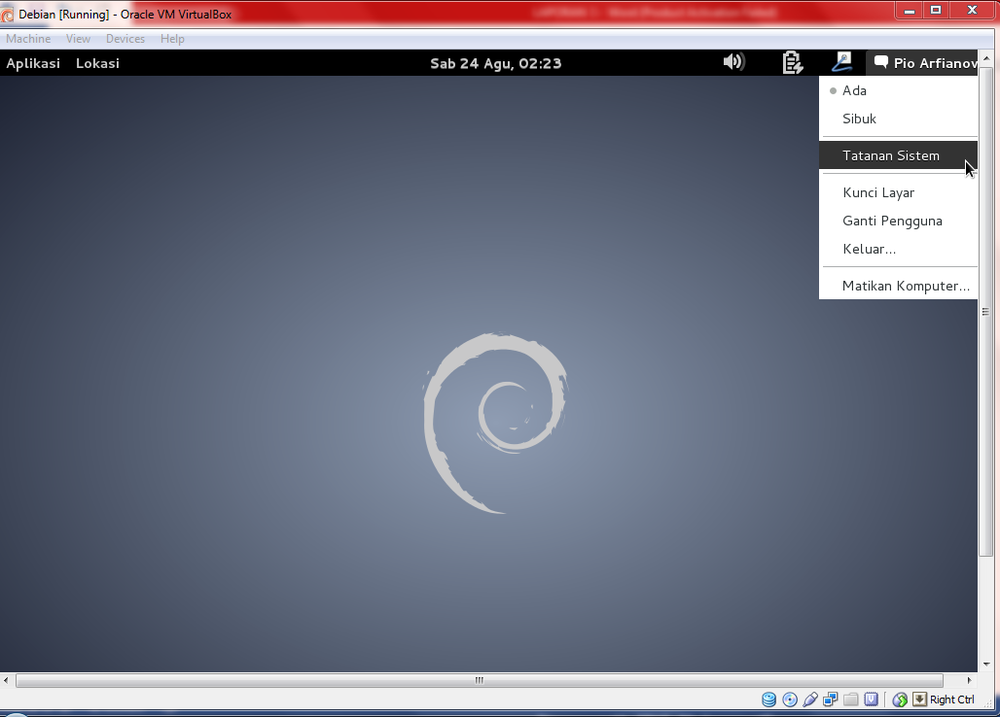 Debian [Running] - Oracle VM VirtualBox
Machine View Devices Help
Aplikasi Lokasi Sab 24 Agu, 02:23 Pio Arfianov
Ada
Sibuk
Tatanan Sistem
Kunci Layar
Ganti Pengguna
Keluar...
Matikan Komputer...
Right Ctrl